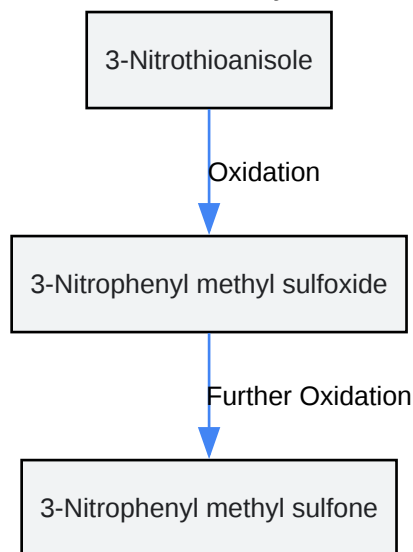 3-Nitrothioanisole
Oxidation
3-Nitrophenyl methyl sulfoxide
Further Oxidation
3-Nitrophenyl methyl sulfone